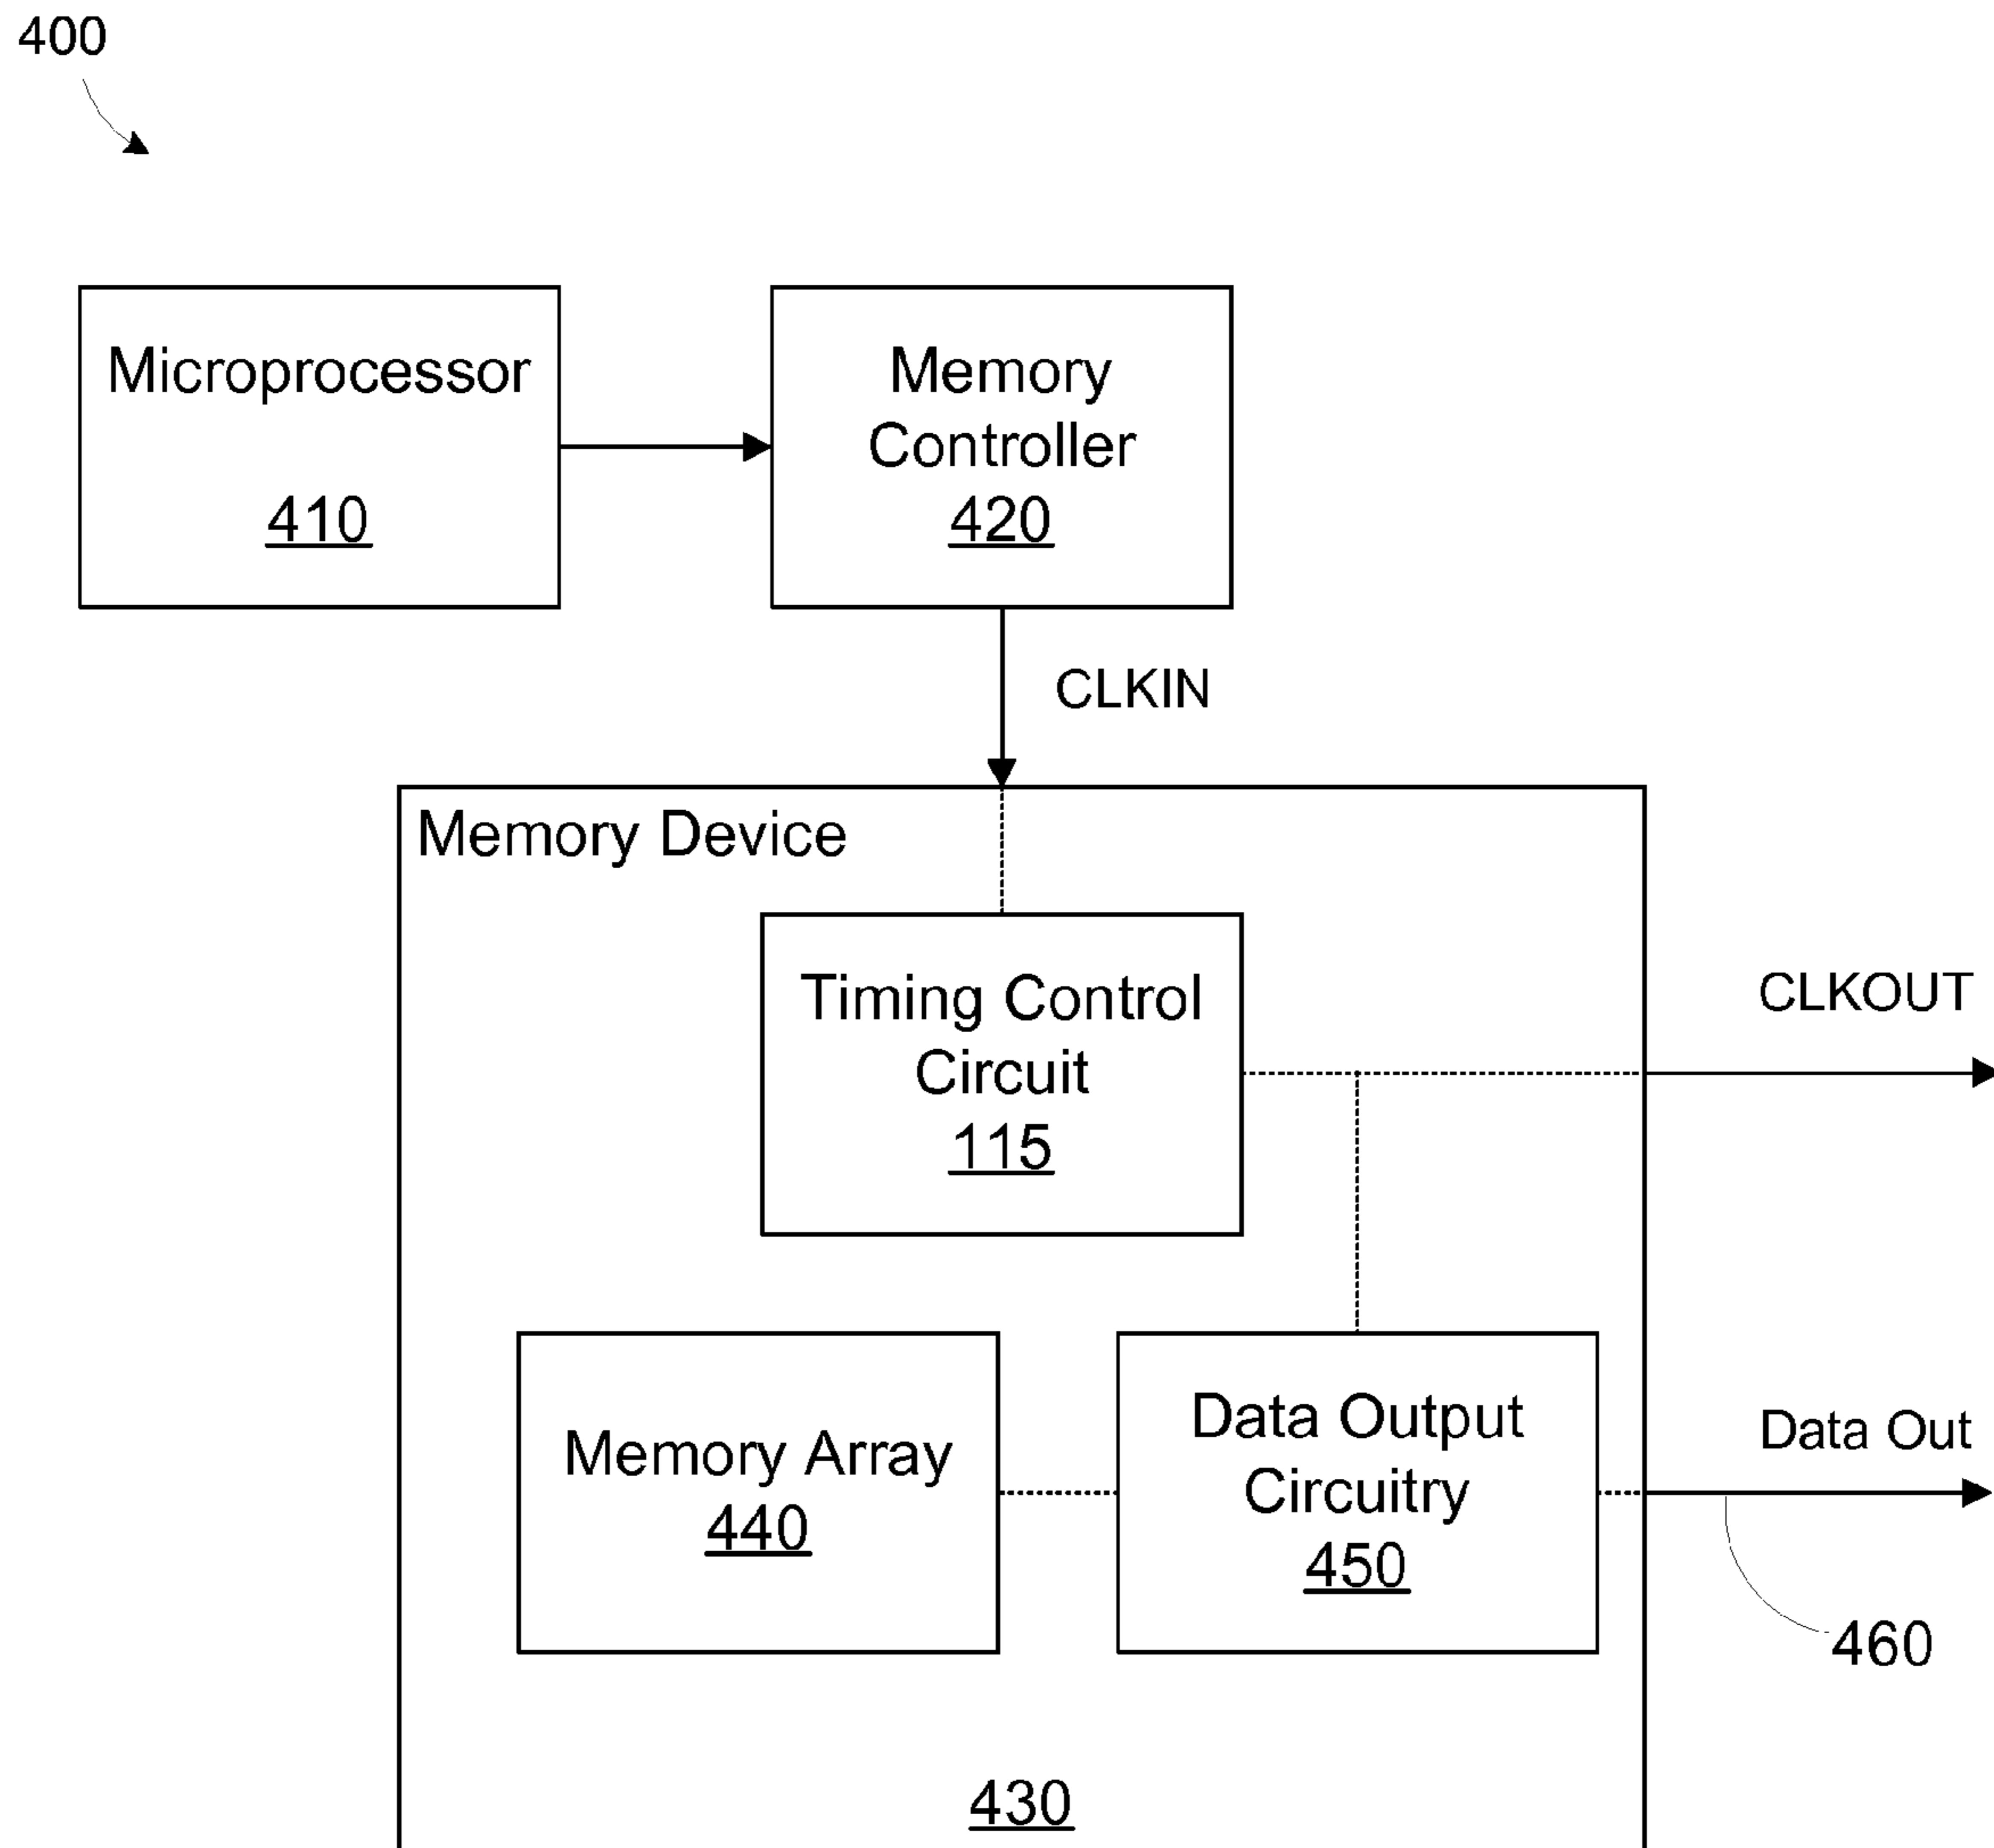 400
Microprocessor
410
Memory
Controller
420
CLKIN
Memory Device
Timing Control
Circuit
115
CLKOUT
Memory Array
440
Data Output
Circuitry
450
Data Out
460
430